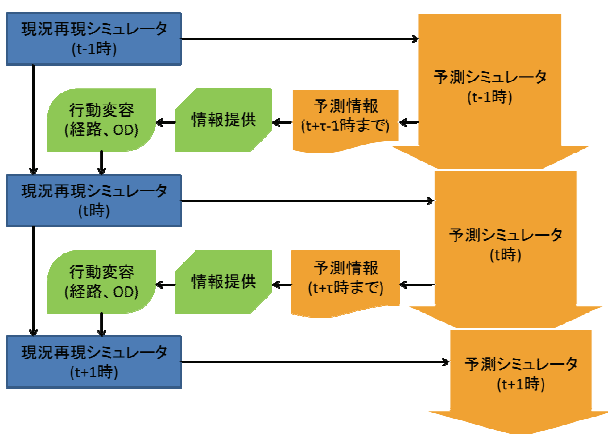 現況再現シミュレータ
(t-1時)
予測シミュレータ
(t-1時)
行動変容
(経路、OD)
情報提供
予測情報
(t+τ-1時まで)
現況再現シミュレータ
(t時)
予測シミュレータ
(t時)
行動変容
(経路、OD)
情報提供
予測情報
(t+τ時まで)
現況再現シミュレータ
(t+1時)
予測シミュレータ
(t+1時)